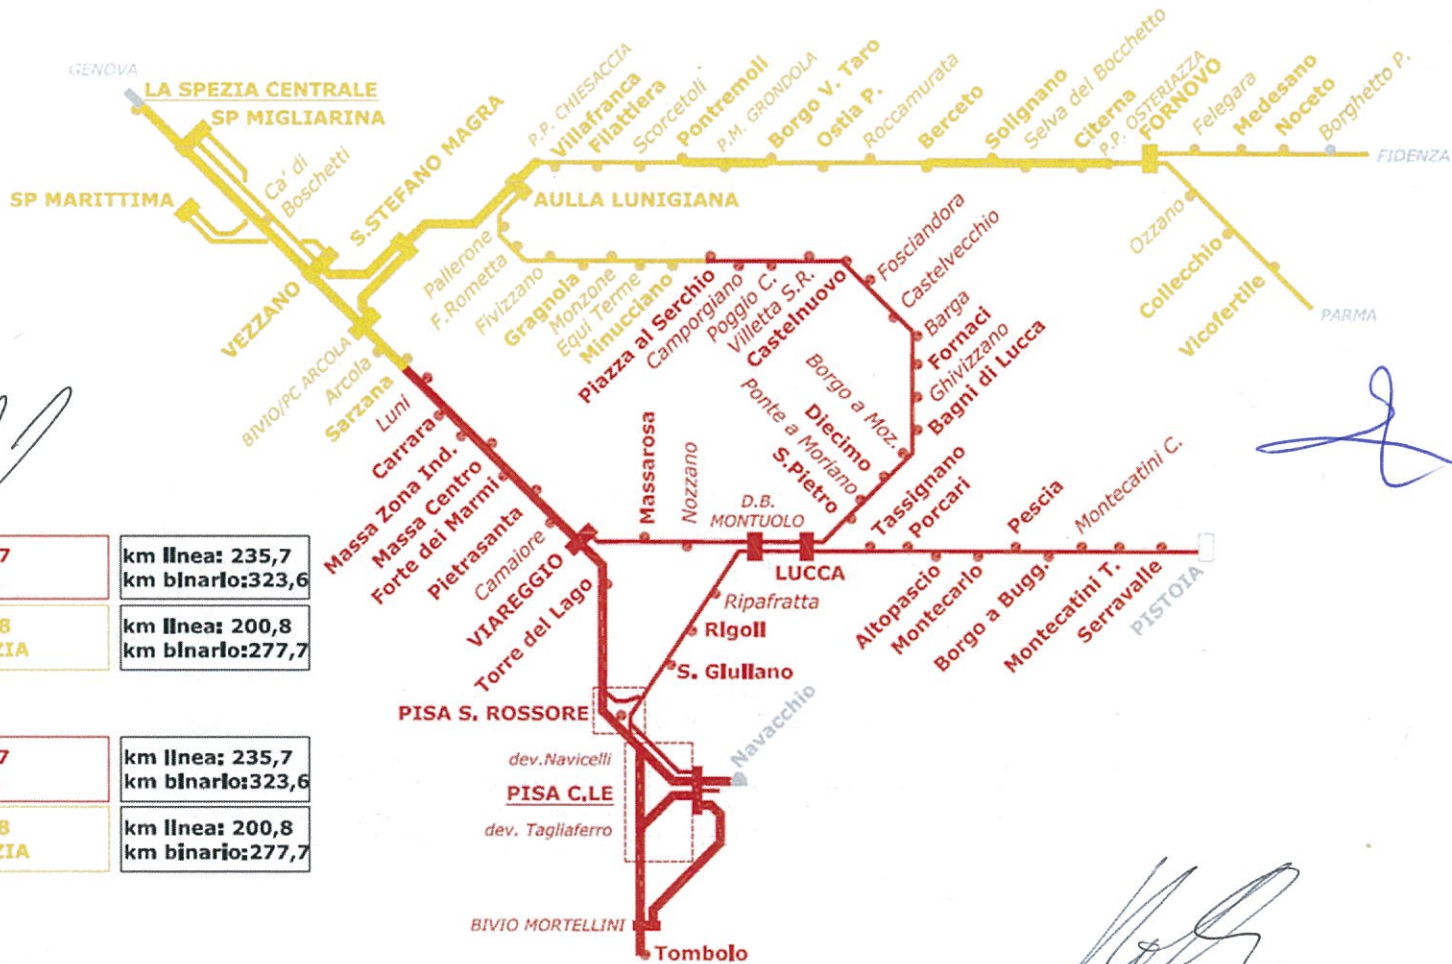 GENOVA
LA SPEZIA CENTRALE
SP MIGLIARINA
Ca' di
Boschetti
SP MARITTIMA
S.STEFANO MAGRA
VEZZANO
BIVIO/PC ARCOLA
Arcola
Sarzana
P.P. CHIESACCIA
Villafranca
Filattiera
Scorcetoli
Pontremoli
P.M. GRONDOLA
Borgo V. Taro
Ostia P.
Roccamurata
Berceto
Solignano
Selva del Bocchetto
Citerna
P.P. OSTERIAZZA
FORNOVO
Felegara
Medesano
Noceto
Borghetto P.
FIDENZA
Ozzano
Collecchio
Vicofertile
PARMA
AULLA LUNIGIANA
Pallerone
F.Rometta
Fivizzano
Gragnola
Monzone
Equi Terme
Minucciano
Piazza al Serchio
Camporgiano
Poggio C.
Villetta S.R.
Castelnuovo
Fosciandora
Castelvecchio
Barga
Fornaci
Ghivizzano
Bagni di Lucca
Borgo a Moz.
Diecimo
Ponte a Moriano
S.Pietro
Luni
Carrara
Massa Zona Ind.
Massa Centro
Forte dei Marmi
Pietrasanta
Camaiore
VIAREGGIO
Torre del Lago
Massarosa
Nozzano
D.B.
MONTUOLO
LUCCA
Tassignano
Porcari
Altopascio
Montecarlo
Pescia
Borgo a Bugg.
Montecatini C.
Montecatini T.
Serravalle
PISTOIA
Ripafratta
Rigoli
S. Giuliano
PISA S. ROSSORE
Navacchio
dev.Navicelli
PISA C.LE
dev. Tagliaferro
BIVIO MORTELLINI
Tombolo
7
km linea: 235,7
km binario:323,6
8
ZIA
km linea: 200,8
km binario:277,7
7
km linea: 235,7
km binario:323,6
8
ZIA
km linea: 200,8
km binario:277,7